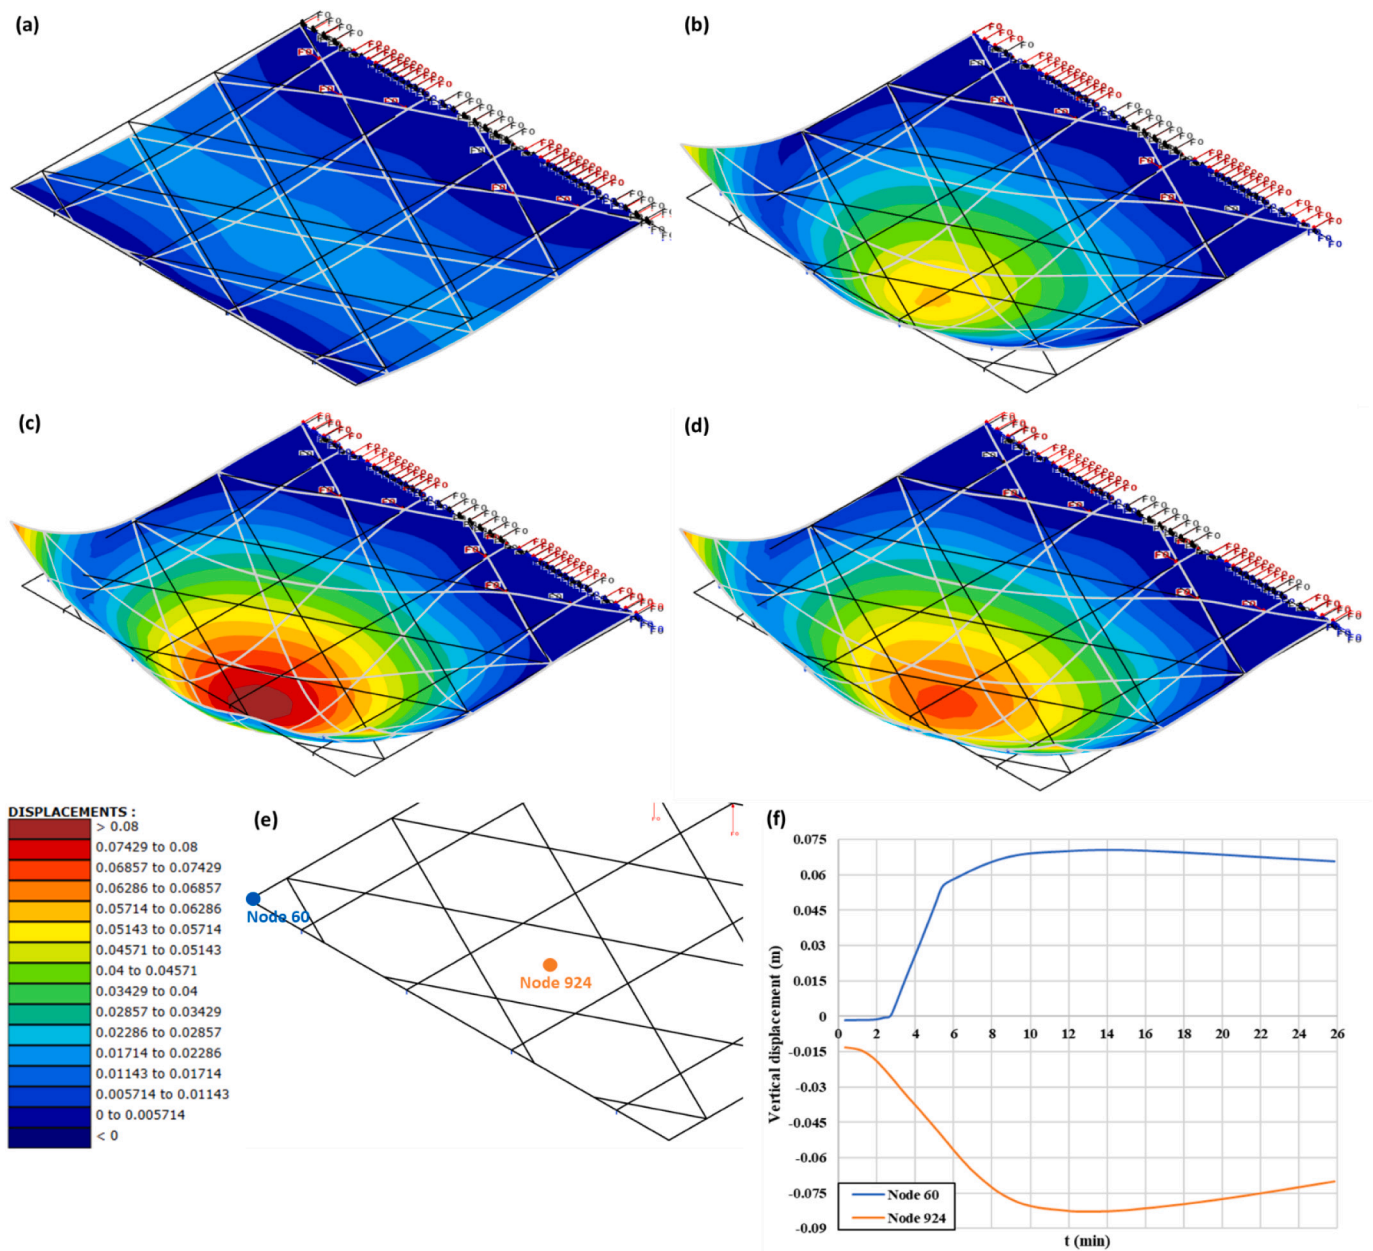 (a)
(b)
(c)
(d)
DISPLACEMENTS :
> 0.08
0.07429 to 0.08
0.06857 to 0.07429
0.06286 to 0.06857
0.05714 to 0.06286
0.05143 to 0.05714
0.04571 to 0.05143
0.04 to 0.04571
0.03429 to 0.04
0.02857 to 0.03429
0.02286 to 0.02857
0.01714 to 0.02286
0.01143 to 0.01714
0.005714 to 0.01143
0 to 0.005714
< 0
(e)
Node 60
Node 924
(f)
Vertical displacement (m)
0.075
0.06
0.045
0.03
0.015
0
-0.015
-0.03
-0.045
-0.06
-0.075
-0.09
0 2 4 6 8 10 12 14 16 18 20 22 24 26
Node 60
Node 924
t (min)